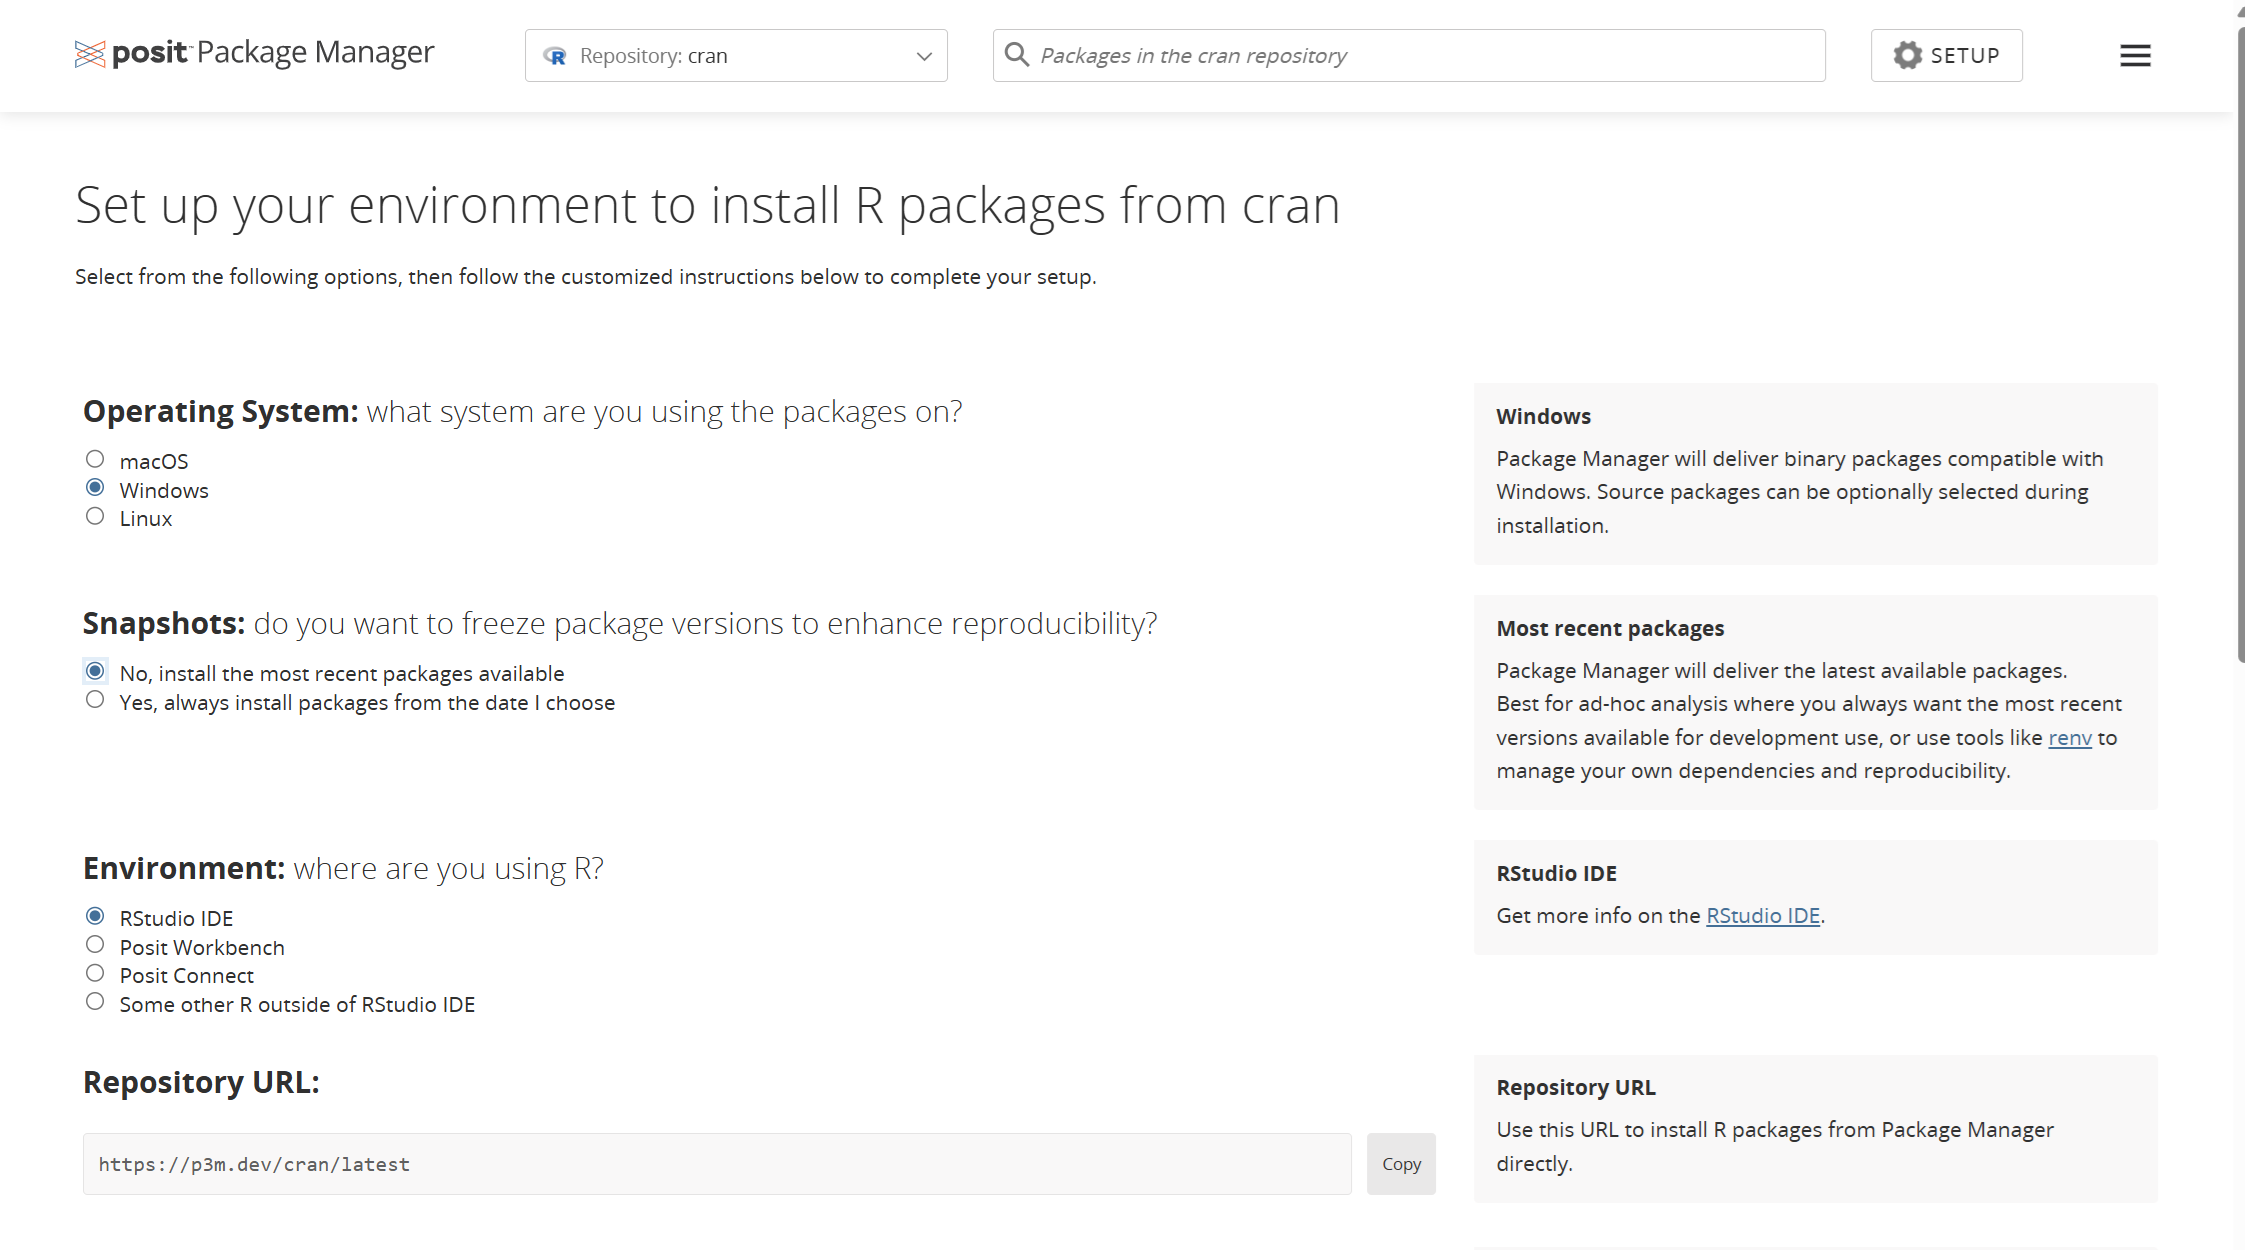 posit Package Manager
Repository: cran
Packages in the cran repository
SETUP
Set up your environment to install R packages from cran
Select from the following options, then follow the customized instructions below to complete your setup.
Operating System: what system are you using the packages on?
macOS
Windows
Linux
Windows
Package Manager will deliver binary packages compatible with
Windows. Source packages can be optionally selected during
installation.
Snapshots: do you want to freeze package versions to enhance reproducibility?
No, install the most recent packages available
Yes, always install packages from the date I choose
Most recent packages
Package Manager will deliver the latest available packages.
Best for ad-hoc analysis where you always want the most recent
versions available for development use, or use tools like renv to
manage your own dependencies and reproducibility.
Environment: where are you using R?
RStudio IDE
Posit Workbench
Posit Connect
Some other R outside of RStudio IDE
RStudio IDE
Get more info on the RStudio IDE.
Repository URL:
https://p3m.dev/cran/latest
Copy
Repository URL
Use this URL to install R packages from Package Manager
directly.